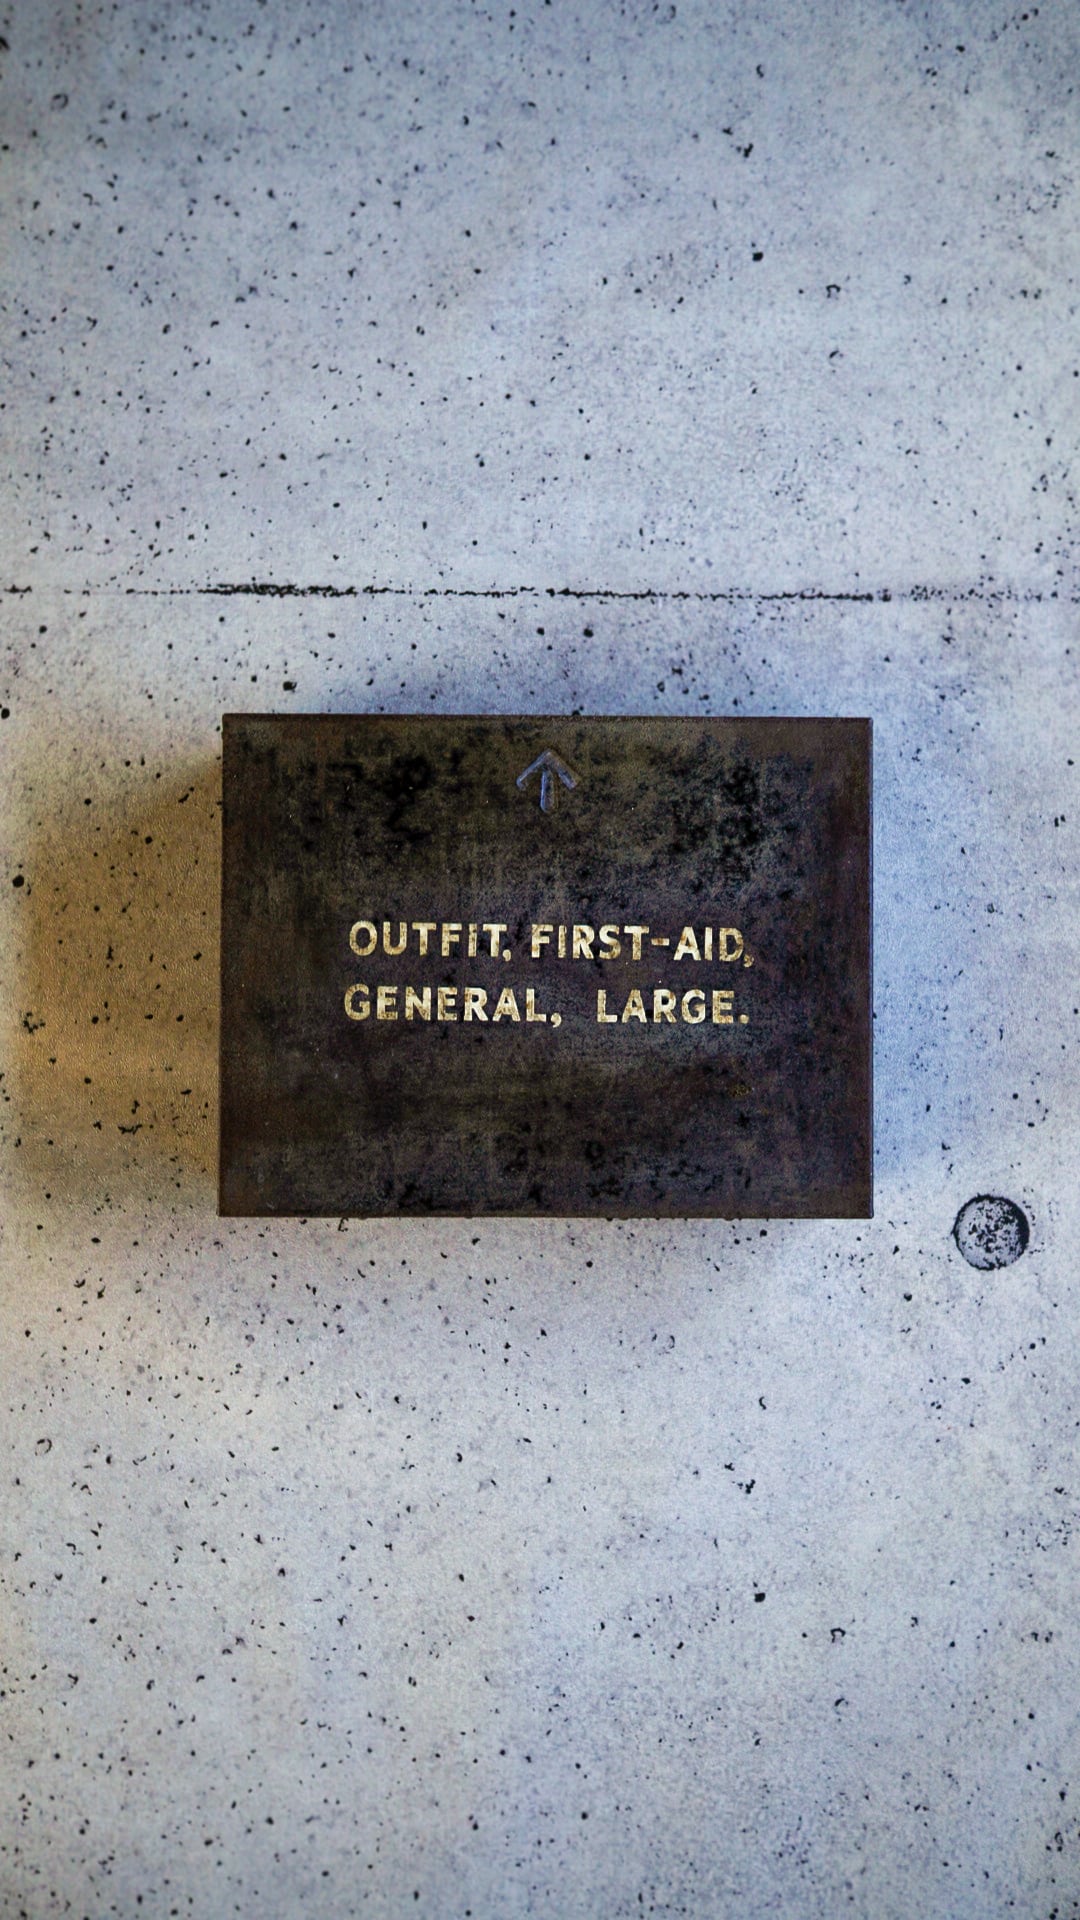 OUTFIT, FIRST-AID,
GENERAL, LARGE.